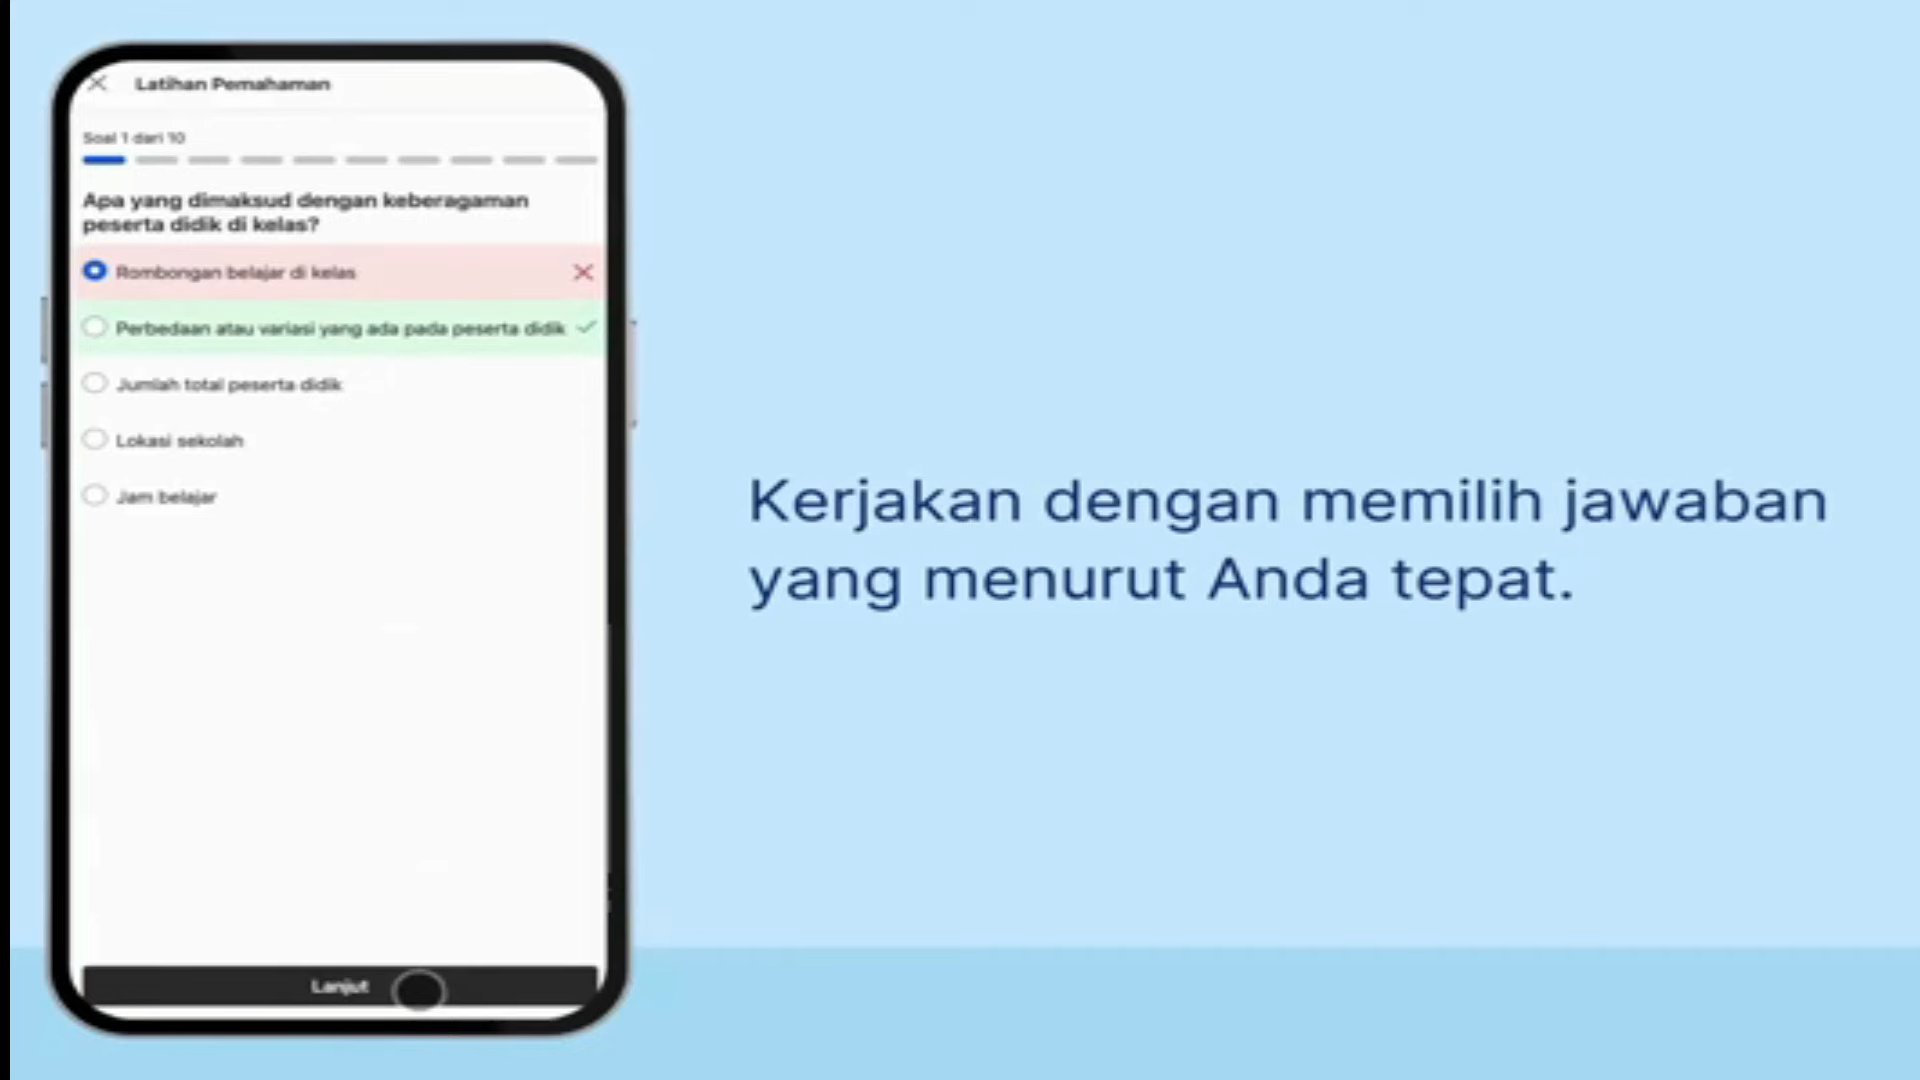 Latihan Pemahaman
Soal 1 dari 10
Apa yang dimaksud dengan keberagaman
peserta didik di kelas?
Rombongan belajar di kelas
Perbedaan atau variasi yang ada pada peserta didik
Jumlah total peserta didik
Lokasi sekolah
Jam belajar
Lanjut
Kerjakan dengan memilih jawaban
yang menurut Anda tepat.